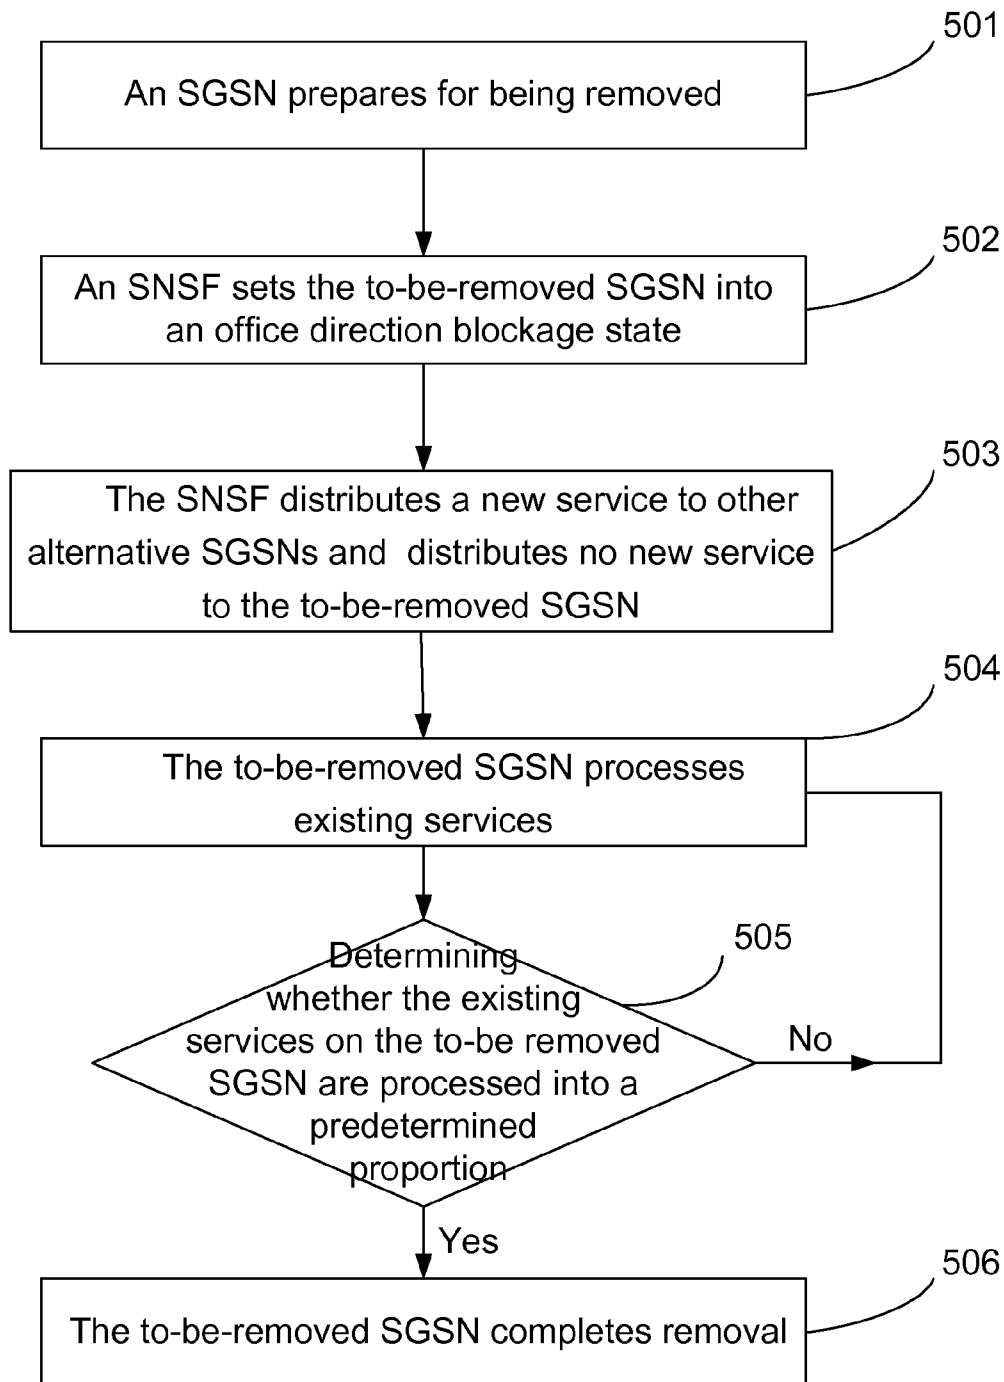 501
An SGSN prepares for being removed
502
An SNSF sets the to-be-removed SGSN into
an office direction blockage state
503
The SNSF distributes a new service to other
alternative SGSNs and distributes no new service
to the to-be-removed SGSN
504
The to-be-removed SGSN processes
existing services
505
Determining
whether the existing
services on the to-be removed
SGSN are processed into a
predetermined
proportion
No
Yes
506
The to-be-removed SGSN completes removal